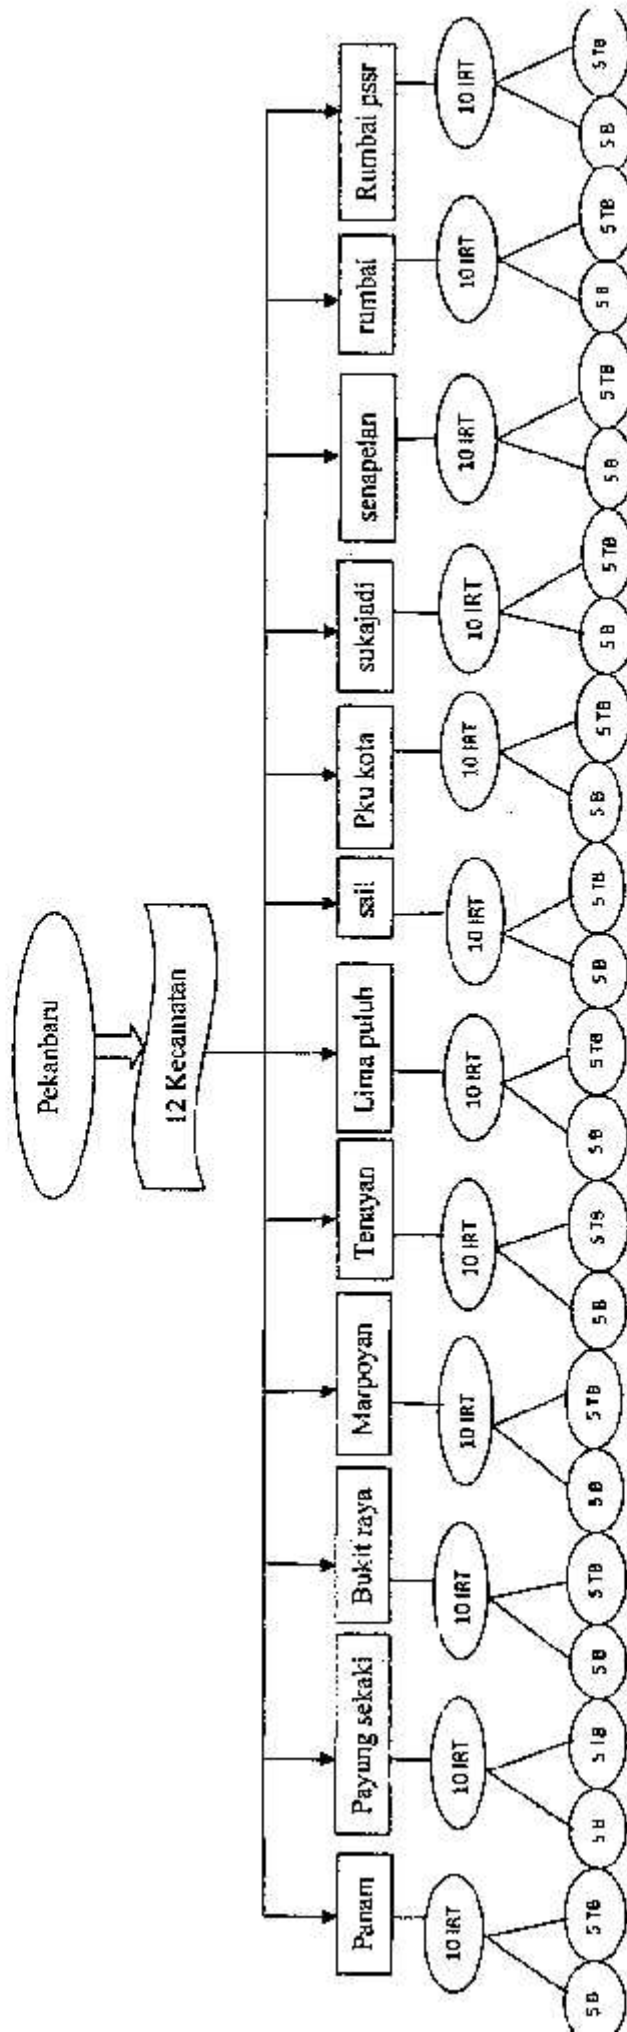 Pekanbaru
12 Kecamatan
Panam
Payung sekaki
Bukit raya
Marpoyan
Tenayan
Lima puluh
sail
Pku kota
sukajadi
senapelan
rumbai
Rumbai pssr
10 IRT
10 IRT
10 IRT
10 IRT
10 IRT
10 IRT
10 IRT
10 IRT
10 IRT
10 IRT
10 IRT
10 IRT
5 B
5 TB
5 B
5 TB
5 B
5 TB
5 B
5 TB
5 B
5 TB
5 B
5 TB
5 B
5 TB
5 B
5 TB
5 B
5 TB
5 B
5 TB
5 B
5 TB
5 B
5 TB